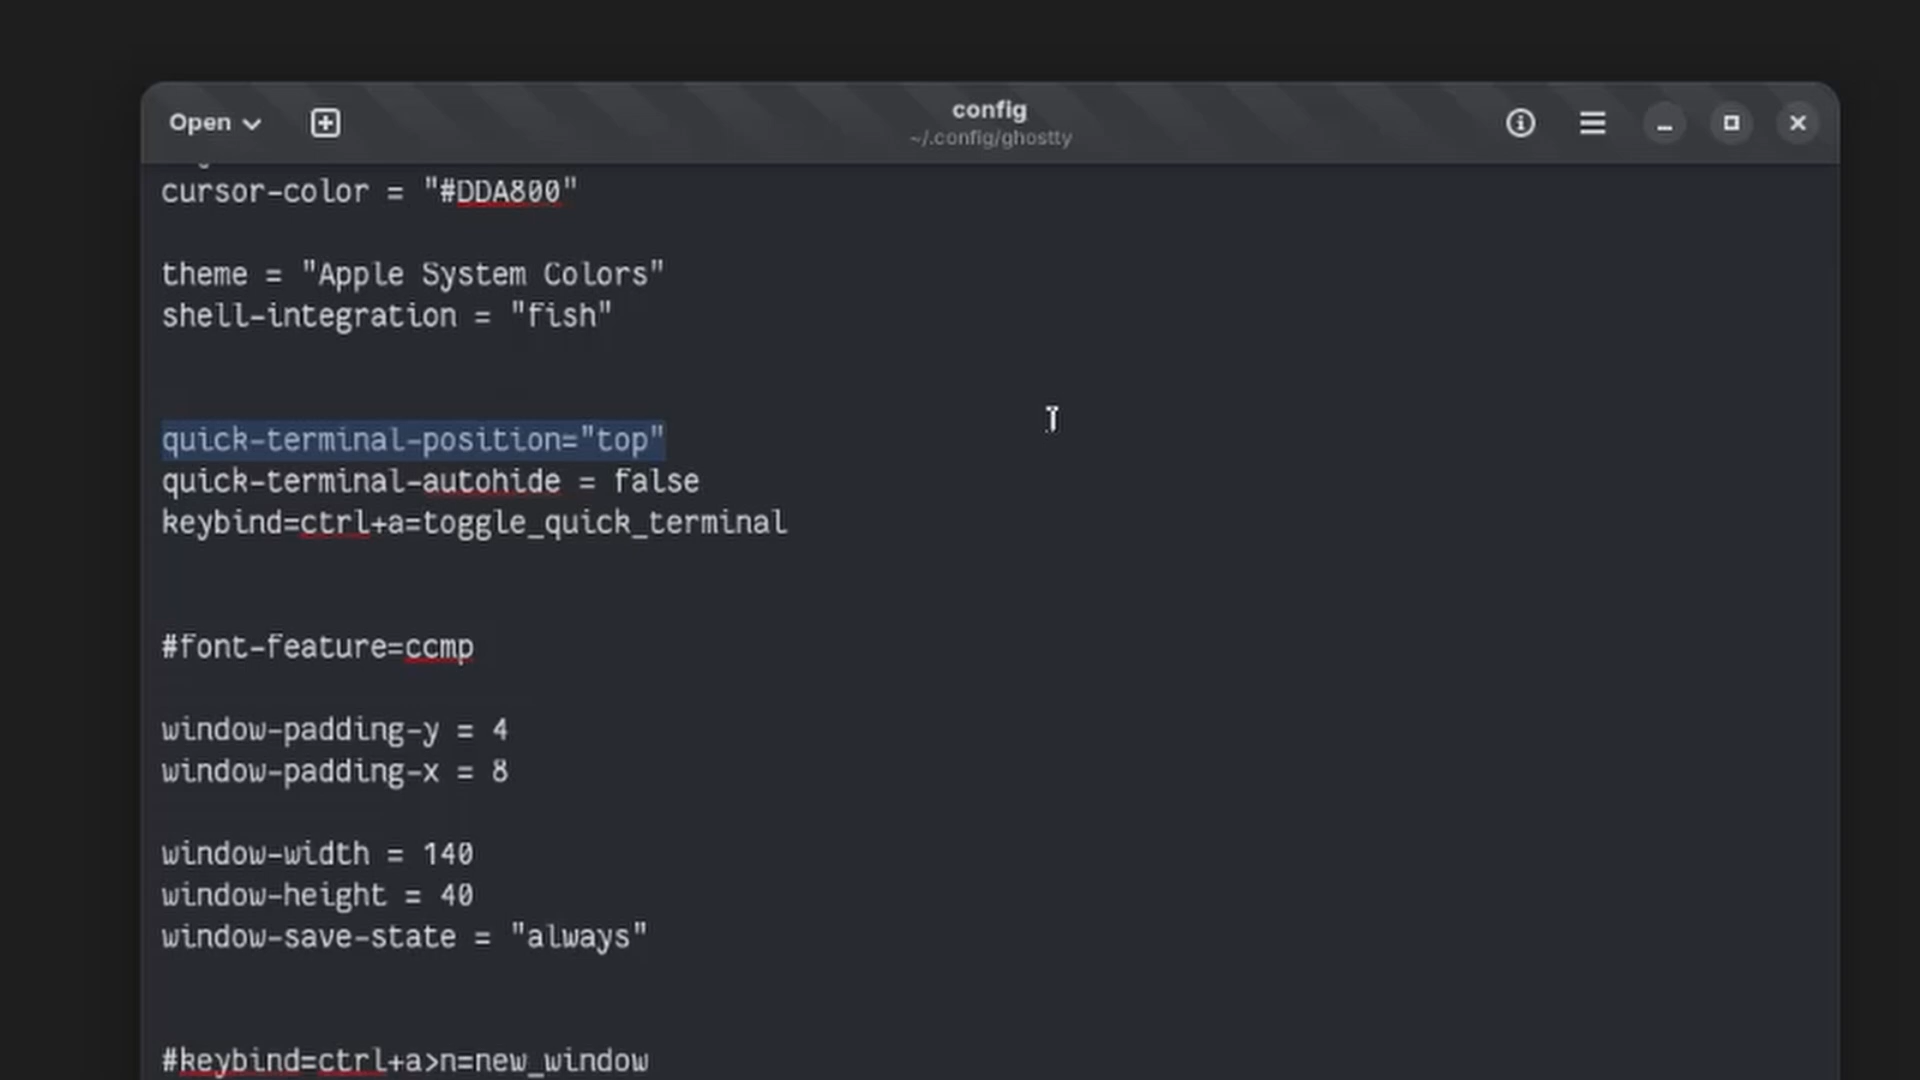 Open
config
~/.config/ghostty
cursor-color = "#DDA800"
theme = "Apple System Colors"
shell-integration = "fish"
quick-terminal-position="top"
quick-terminal-autohide = false
keybind=ctrl+a=toggle_quick_terminal
#font-feature=ccmp
window-padding-y = 4
window-padding-x = 8
window-width = 140
window-height = 40
window-save-state = "always"
#keybind=ctrl+a>n=new_window